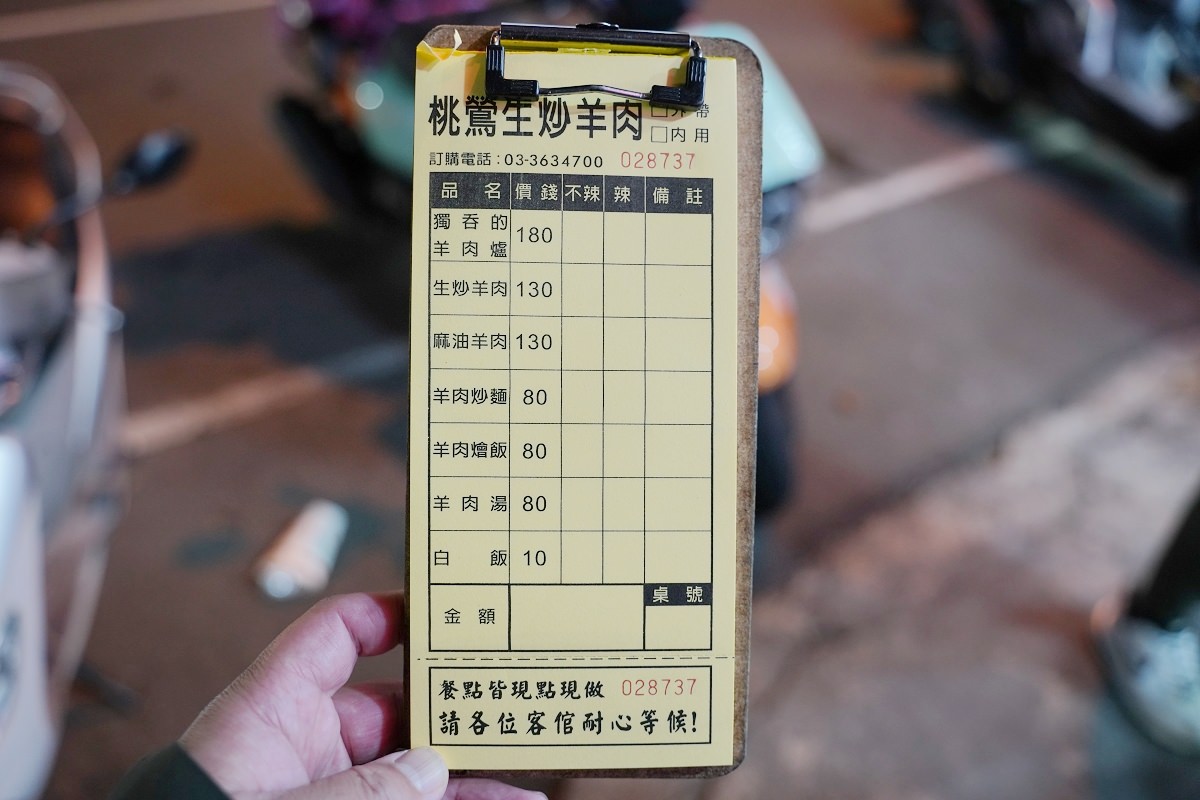 桃鶯生炒羊肉
□外帶
□內用
訂購電話：03-3634700 028737
品名 價錢 不辣 辣 備註
獨吞的
羊肉爐 180
生炒羊肉 130
麻油羊肉 130
羊肉炒麵 80
羊肉燴飯 80
羊肉湯 80
白飯 10
桌號
金額
餐點皆現點現做 028737
請各位客倌耐心等候!